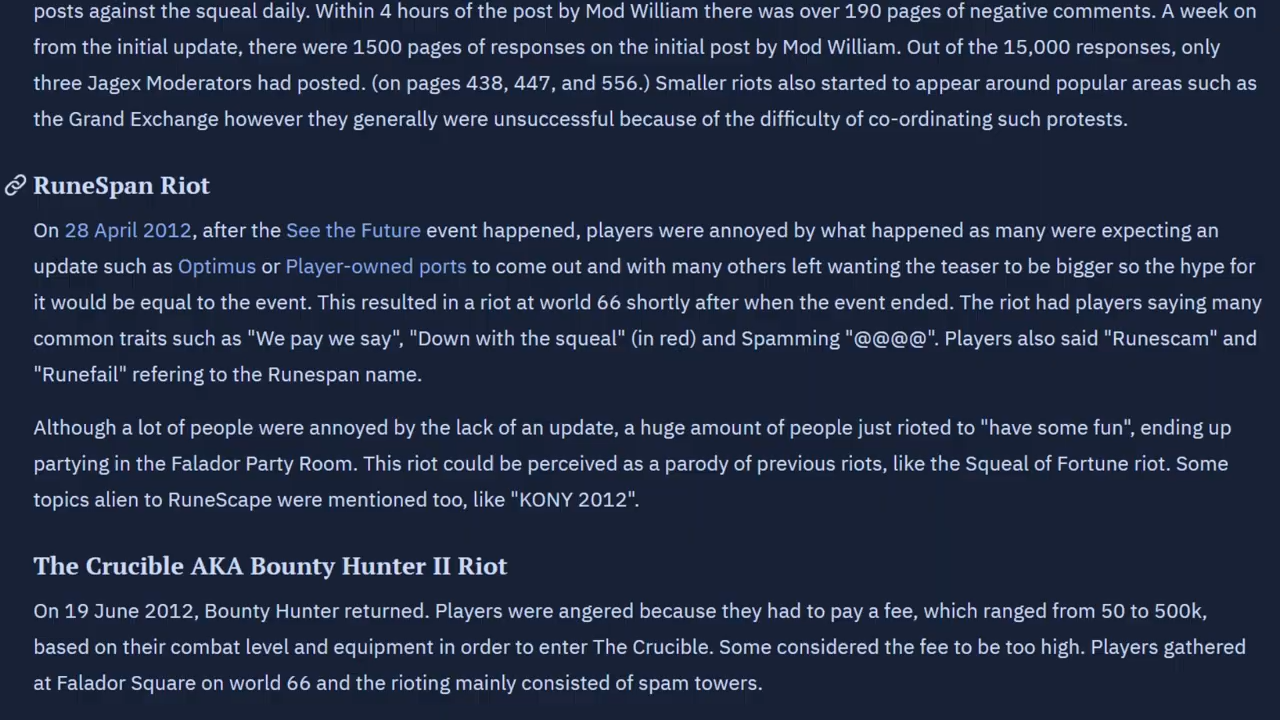 posts against the squeal daily. Within 4 hours of the post by Mod William there was over 190 pages of negative comments. A week on
from the initial update, there were 1500 pages of responses on the initial post by Mod William. Out of the 15,000 responses, only
three Jagex Moderators had posted. (on pages 438, 447, and 556.) Smaller riots also started to appear around popular areas such as
the Grand Exchange however they generally were unsuccessful because of the difficulty of co-ordinating such protests.
RuneSpan Riot
On 28 April 2012, after the See the Future event happened, players were annoyed by what happened as many were expecting an
update such as Optimus or Player-owned ports to come out and with many others left wanting the teaser to be bigger so the hype for
it would be equal to the event. This resulted in a riot at world 66 shortly after when the event ended. The riot had players saying many
common traits such as "We pay we say", "Down with the squeal" (in red) and Spamming "@@@@". Players also said "Runescam" and
"Runefail" refering to the Runespan name.
Although a lot of people were annoyed by the lack of an update, a huge amount of people just rioted to "have some fun", ending up
partying in the Falador Party Room. This riot could be perceived as a parody of previous riots, like the Squeal of Fortune riot. Some
topics alien to RuneScape were mentioned too, like "KONY 2012".
The Crucible AKA Bounty Hunter II Riot
On 19 June 2012, Bounty Hunter returned. Players were angered because they had to pay a fee, which ranged from 50 to 500k,
based on their combat level and equipment in order to enter The Crucible. Some considered the fee to be too high. Players gathered
at Falador Square on world 66 and the rioting mainly consisted of spam towers.